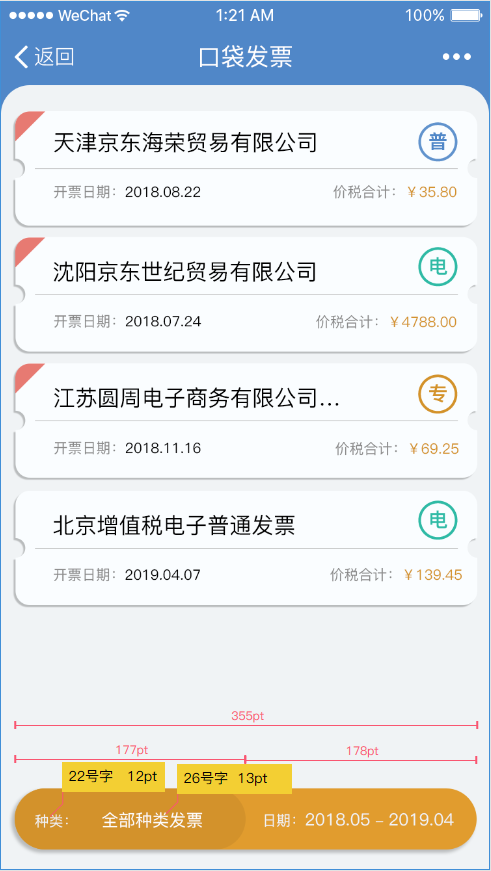 WeChat 1:21 AM 100%
返回 口袋发票
天津京东海荣贸易有限公司 普
开票日期: 2018.08.22 价税合计: ￥35.80
沈阳京东世纪贸易有限公司 电
开票日期: 2018.07.24 价税合计: ￥4788.00
江苏圆周电子商务有限公司... 专
开票日期: 2018.11.16 价税合计: ￥69.25
北京增值税电子普通发票 电
开票日期: 2019.04.07 价税合计: ￥139.45
355pt
177pt 178pt
22号字 12pt 26号字 13pt
种类: 全部种类发票 日期: 2018.05 – 2019.04